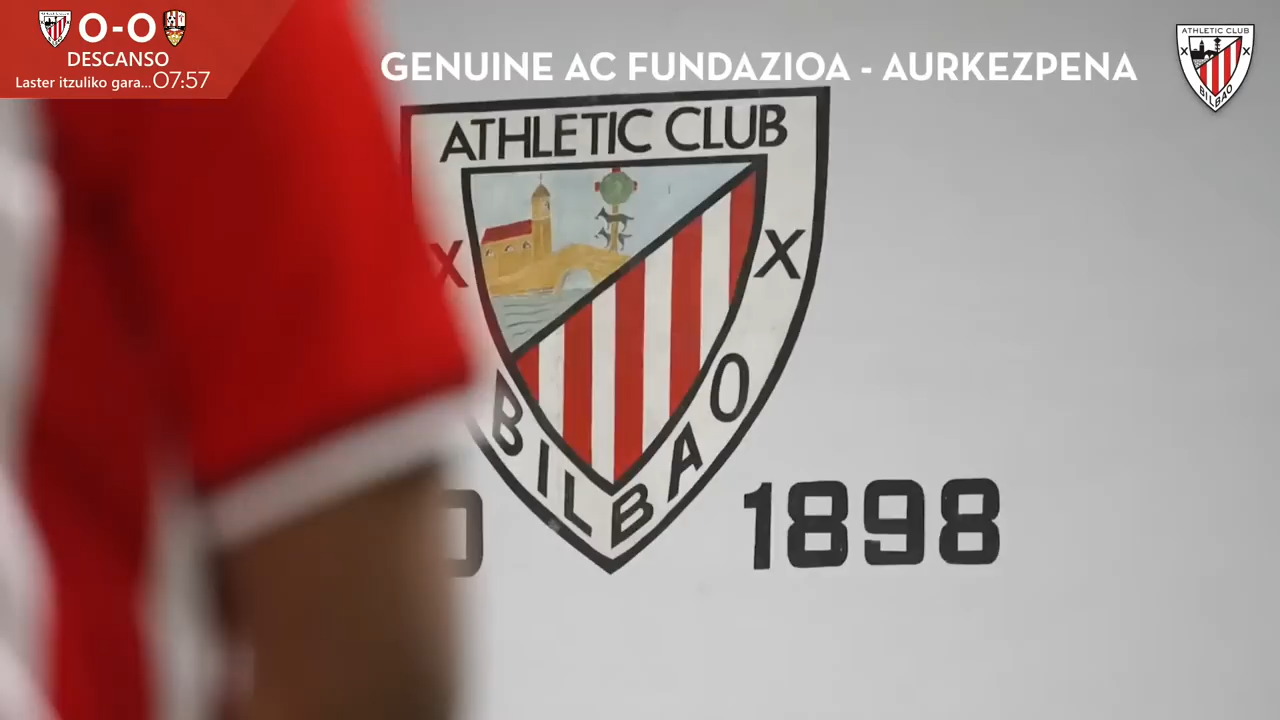 0-0
DESCANSO
Laster itzuliko gara... 07:57
GENUINE AC FUNDAZIOA - AURKEZPENA
ATHLETIC CLUB
X X
BILBAO
ATHLETIC CLUB
X X
BILBAO
1898